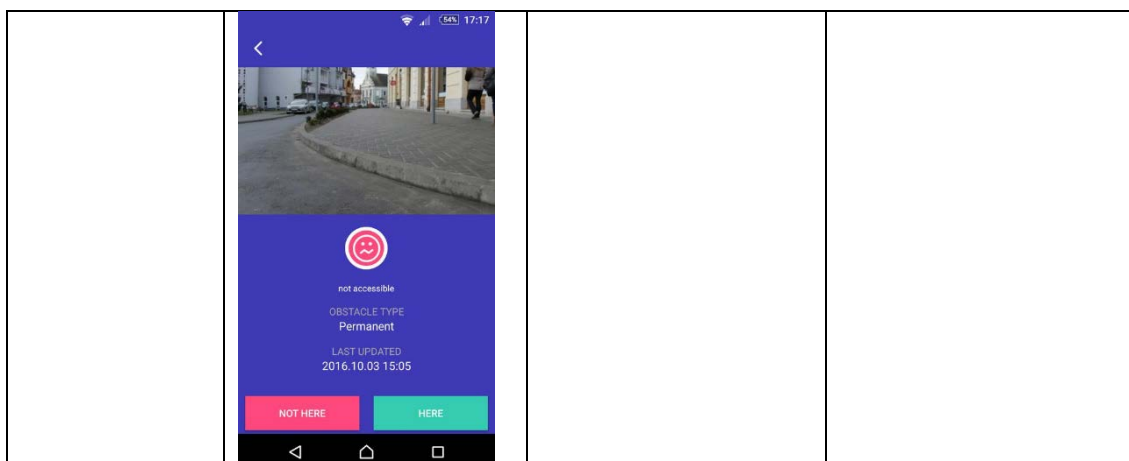 54% 17:17
not accessible
OBSTACLE TYPE
Permanent
LAST UPDATED
2016.10.03 15:05
NOT HERE
HERE